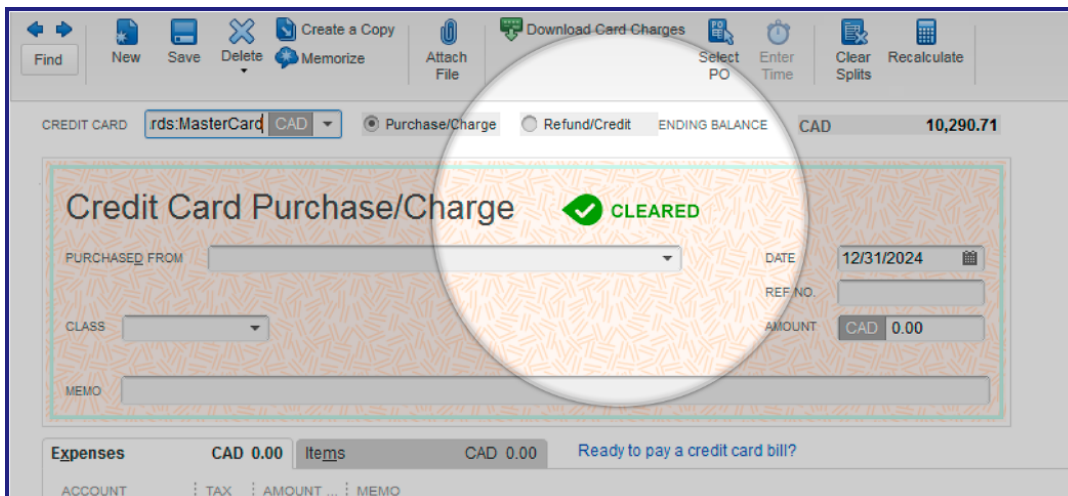 Create a Copy
Download Card Charges
Find
New
Save
Delete
Memorize
Attach
File
Select
PO
Enter
Time
Clear
Splits
Recalculate
CREDIT CARD rds:MasterCard CAD Purchase/Charge Refund/Credit ENDING BALANCE CAD 10,290.71
Credit Card Purchase/Charge CLEARED
PURCHASED FROM DATE 12/31/2024
REF NO.
CLASS AMOUNT CAD 0.00
MEMO
Expenses CAD 0.00 Items CAD 0.00 Ready to pay a credit card bill?
ACCOUNT TAX AMOUNT ... MEMO